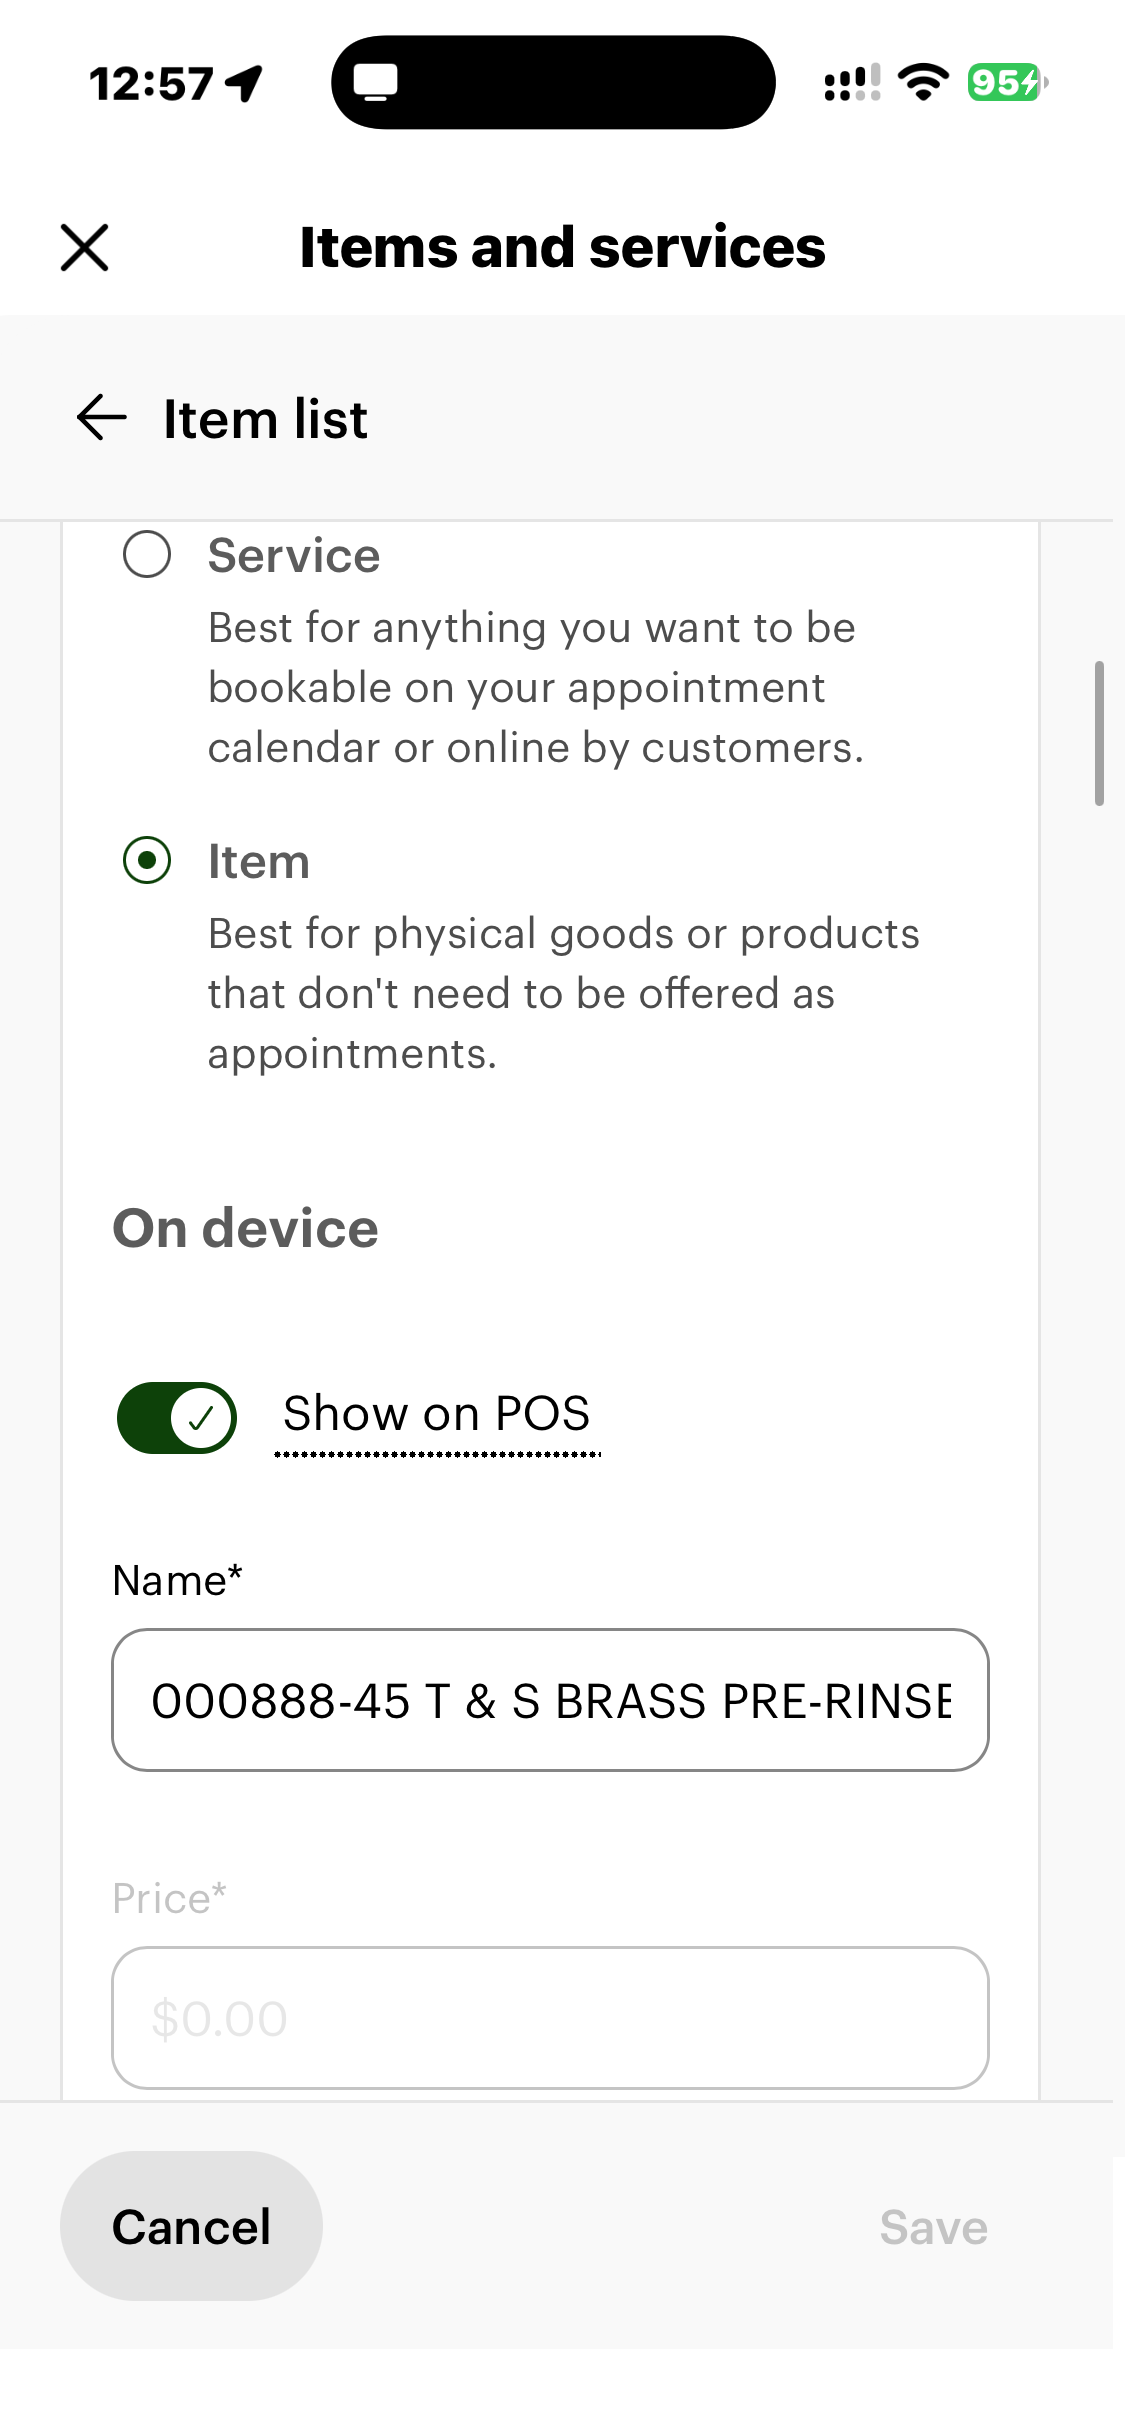 12:57
95
Items and services
Item list
Service
Best for anything you want to be
bookable on your appointment
calendar or online by customers.
Item
Best for physical goods or products
that don't need to be offered as
appointments.
On device
Show on POS
Name*
000888-45 T & S BRASS PRE-RINSE
Price*
$0.00
Cancel
Save